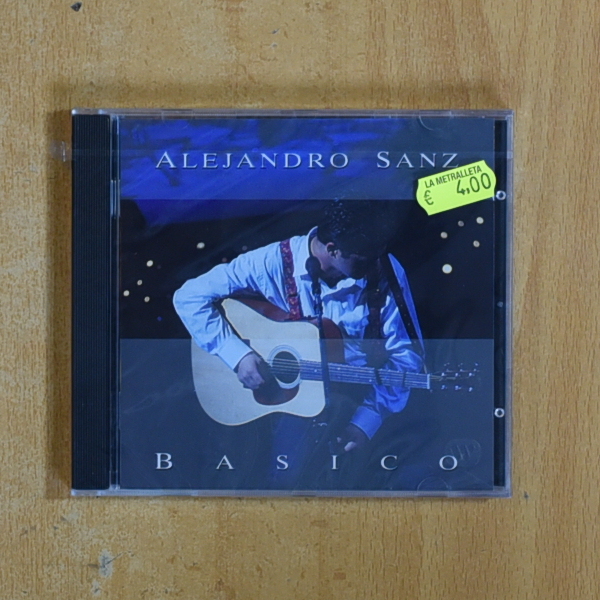 ALEJANDRO SANZ
LA METRALLETA
€ 4,00
BASICO